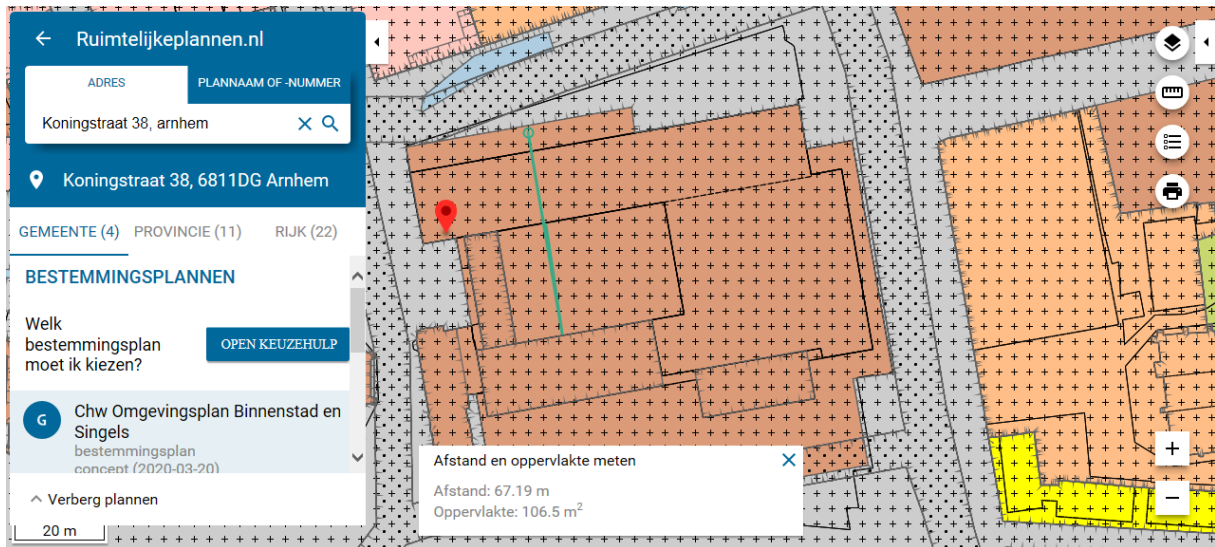 Ruimtelijkeplannen.nl
ADRES
PLANNAAM OF -NUMMER
Koningstraat 38, arnhem
Koningstraat 38, 6811DG Arnhem
GEMEENTE (4) PROVINCIE (11) RIJK (22)
BESTEMMINGSPLANNEN
Welk
bestemmingsplan
moet ik kiezen?
OPEN KEUZEHULP
G
Chw Omgevingsplan Binnenstad en
Singels
bestemmingsplan
concept (2020-03-20)
Verberg plannen
20 m
Afstand en oppervlakte meten
Afstand: 67.19 m
Oppervlakte: 106.5 m²